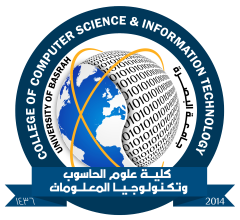 COLLEGE OF COMPUTER SCIENCE & INFORMATION TECHNOLOGY
UNIVERSITY OF BASRAH
جامعة البصرة
كلية علوم الحاسوب
وتكنولوجيا المعلومات
١٤٣٦
2014